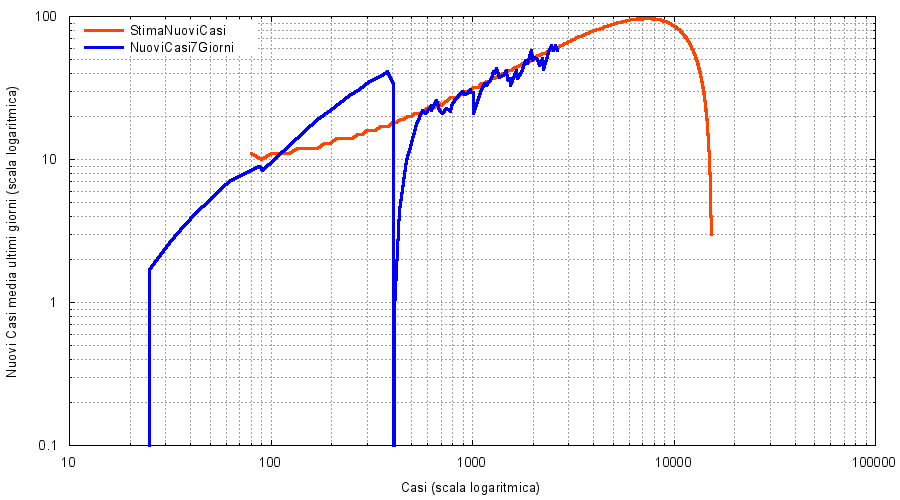 100
StimaNuoviCasi
NuoviCasi7Giorni
10
1
0.1
Nuovi Casi media ultimi giorni (scala logaritmica)
10
100
1000
10000
100000
Casi (scala logaritmica)